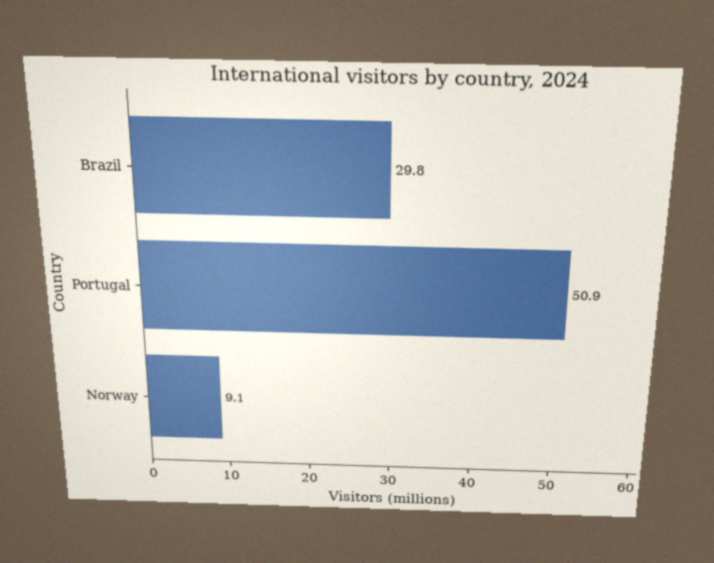 International visitors by country, 2024
Country
Brazil
29.8
Portugal
50.9
Norway
9.1
0 10 20 30 40 50 60
Visitors (millions)